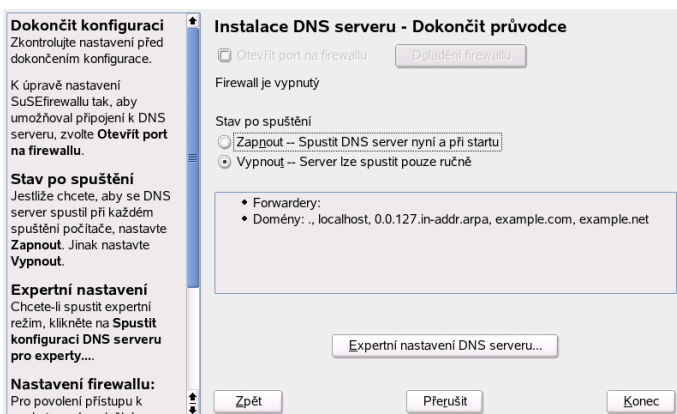 Dokončit konfiguraci
Zkontrolujte nastavení před
dokončením konfigurace.
K úpravě nastavení
SuSEfirewallu tak, aby
umožňoval připojení k DNS
serveru, zvolte Otevřít port
na firewallu.
Stav po spuštění
Jestliže chcete, aby se DNS
server spustil při každém
spuštění počítače, nastavte
Zapnout. Jinak nastavte
Vypnout.
Expertní nastavení
Chcete-li spustit expertní
režim, klikněte na Spustit
konfiguraci DNS serveru
pro experty....
Nastavení firewallu:
Pro povolení přístupu k
Instalace DNS serveru - Dokončit průvodce
Otevřít port na firewallu
Doladění firewallu
Firewall je vypnutý
Stav po spuštění
Zapnout -- Spustit DNS server nyní a při startu
Vypnout -- Server lze spustit pouze ručně
Forwardery:
Domény: ., localhost, 0.0.127.in-addr.arpa, example.com, example.net
Expertní nastavení DNS serveru...
Zpět
Přerušit
Konec